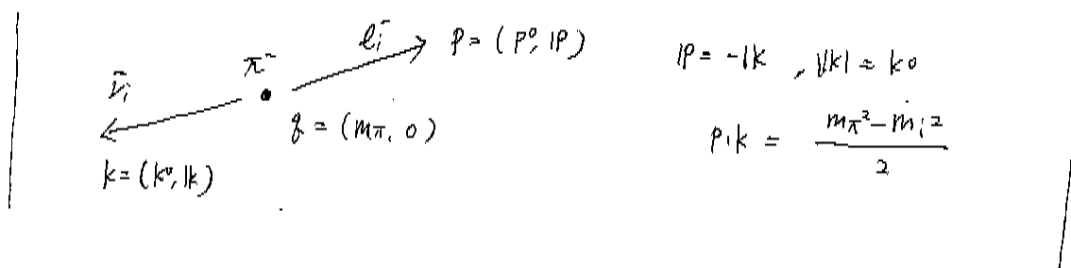 π⁻ ℓᵢ⁻ p = (p⁰, 𝐩) 𝐩 = -𝐤 , |𝐤| = k⁰
ν̄ᵢ
q = (mπ, 0) p·k = (mπ² - mᵢ²)/2
k = (k⁰, 𝐤)